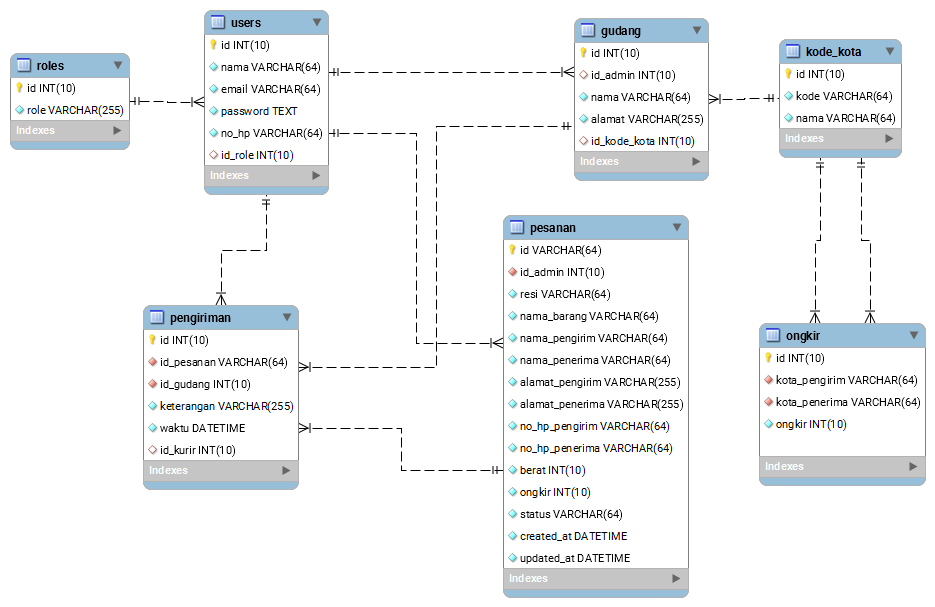 roles
id INT(10)
role VARCHAR(255)
Indexes
users
id INT(10)
nama VARCHAR(64)
email VARCHAR(64)
password TEXT
no_hp VARCHAR(64)
id_role INT(10)
Indexes
gudang
id INT(10)
id_admin INT(10)
nama VARCHAR(64)
alamat VARCHAR(255)
id_kode_kota INT(10)
Indexes
kode_kota
id INT(10)
kode VARCHAR(64)
nama VARCHAR(64)
Indexes
pengiriman
id INT(10)
id_pesanan VARCHAR(64)
id_gudang INT(10)
keterangan VARCHAR(255)
waktu DATETIME
id_kurir INT(10)
Indexes
pesanan
id VARCHAR(64)
id_admin INT(10)
resi VARCHAR(64)
nama_barang VARCHAR(64)
nama_pengirim VARCHAR(64)
nama_penerima VARCHAR(64)
alamat_pengirim VARCHAR(255)
alamat_penerima VARCHAR(255)
no_hp_pengirim VARCHAR(64)
no_hp_penerima VARCHAR(64)
berat INT(10)
ongkir INT(10)
status VARCHAR(64)
created_at DATETIME
updated_at DATETIME
Indexes
ongkir
id INT(10)
kota_pengirim VARCHAR(64)
kota_penerima VARCHAR(64)
ongkir INT(10)
Indexes